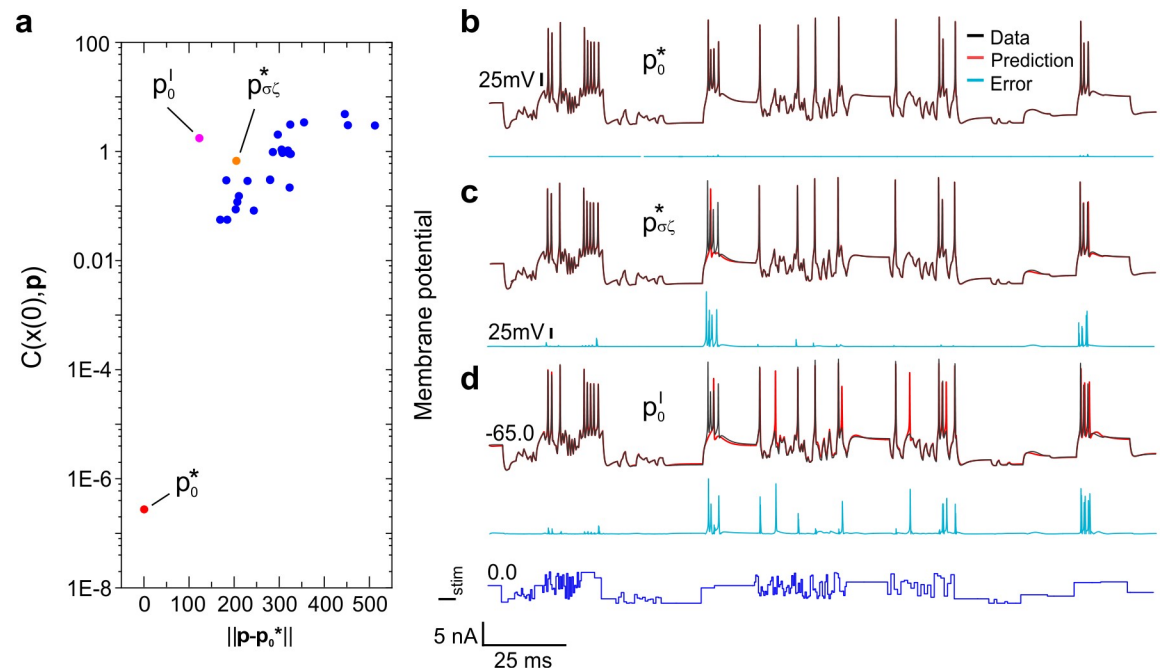 a
100
1
0.01
1E-4
1E-6
1E-8
C(x(0),p)
p₀ᴵ
p*σζ
p₀*
0 100 200 300 400 500
||p-p₀*||
Membrane potential
b
25mV
p₀*
Data
Prediction
Error
c
p*σζ
25mV
d
p₀ᴵ
-65.0
0.0
Istim
5 nA
25 ms